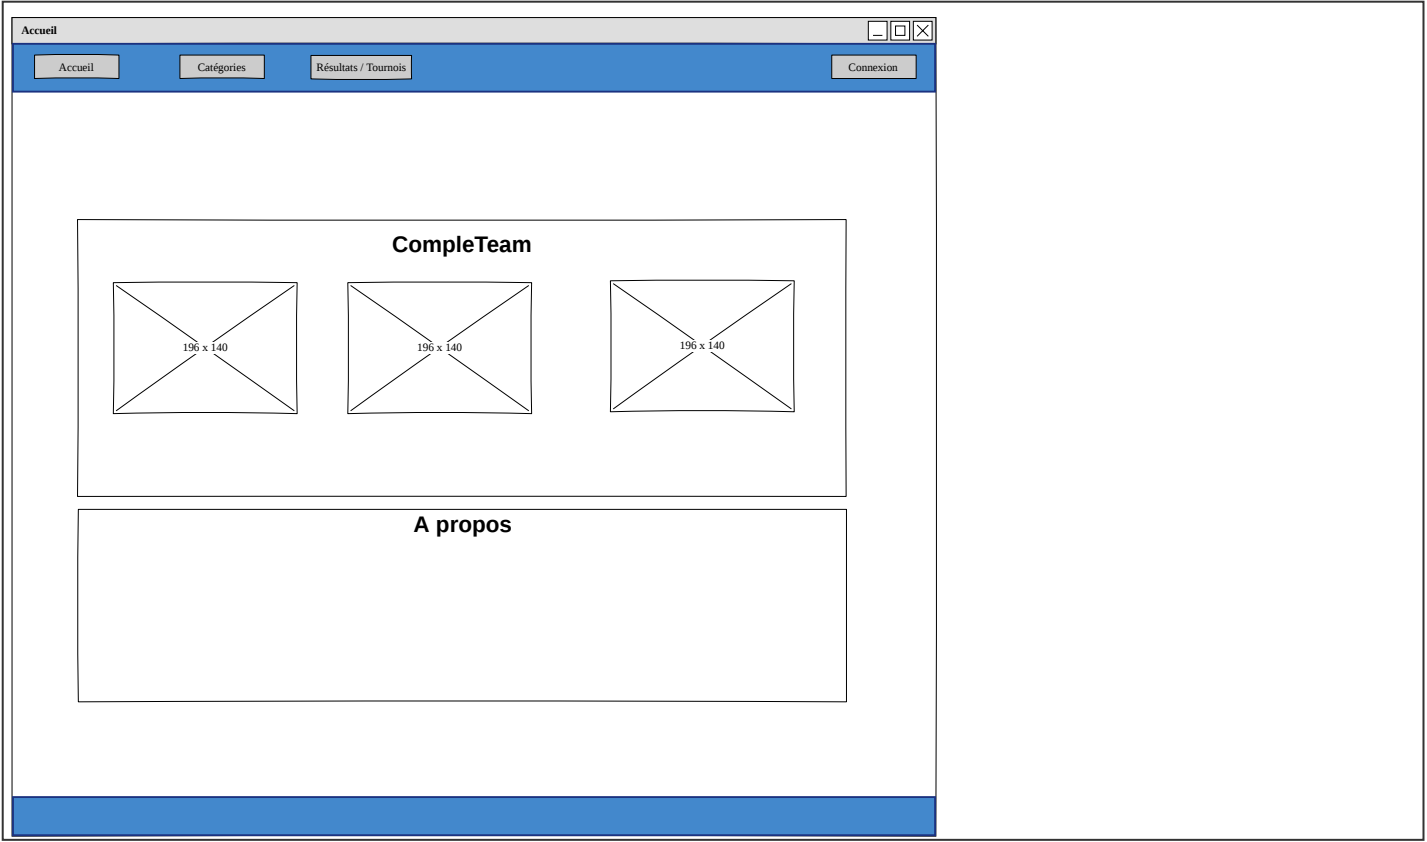 Accueil
Accueil
Catégories
Résultats / Tournois
Connexion
CompleTeam
196 x 140
196 x 140
196 x 140
A propos